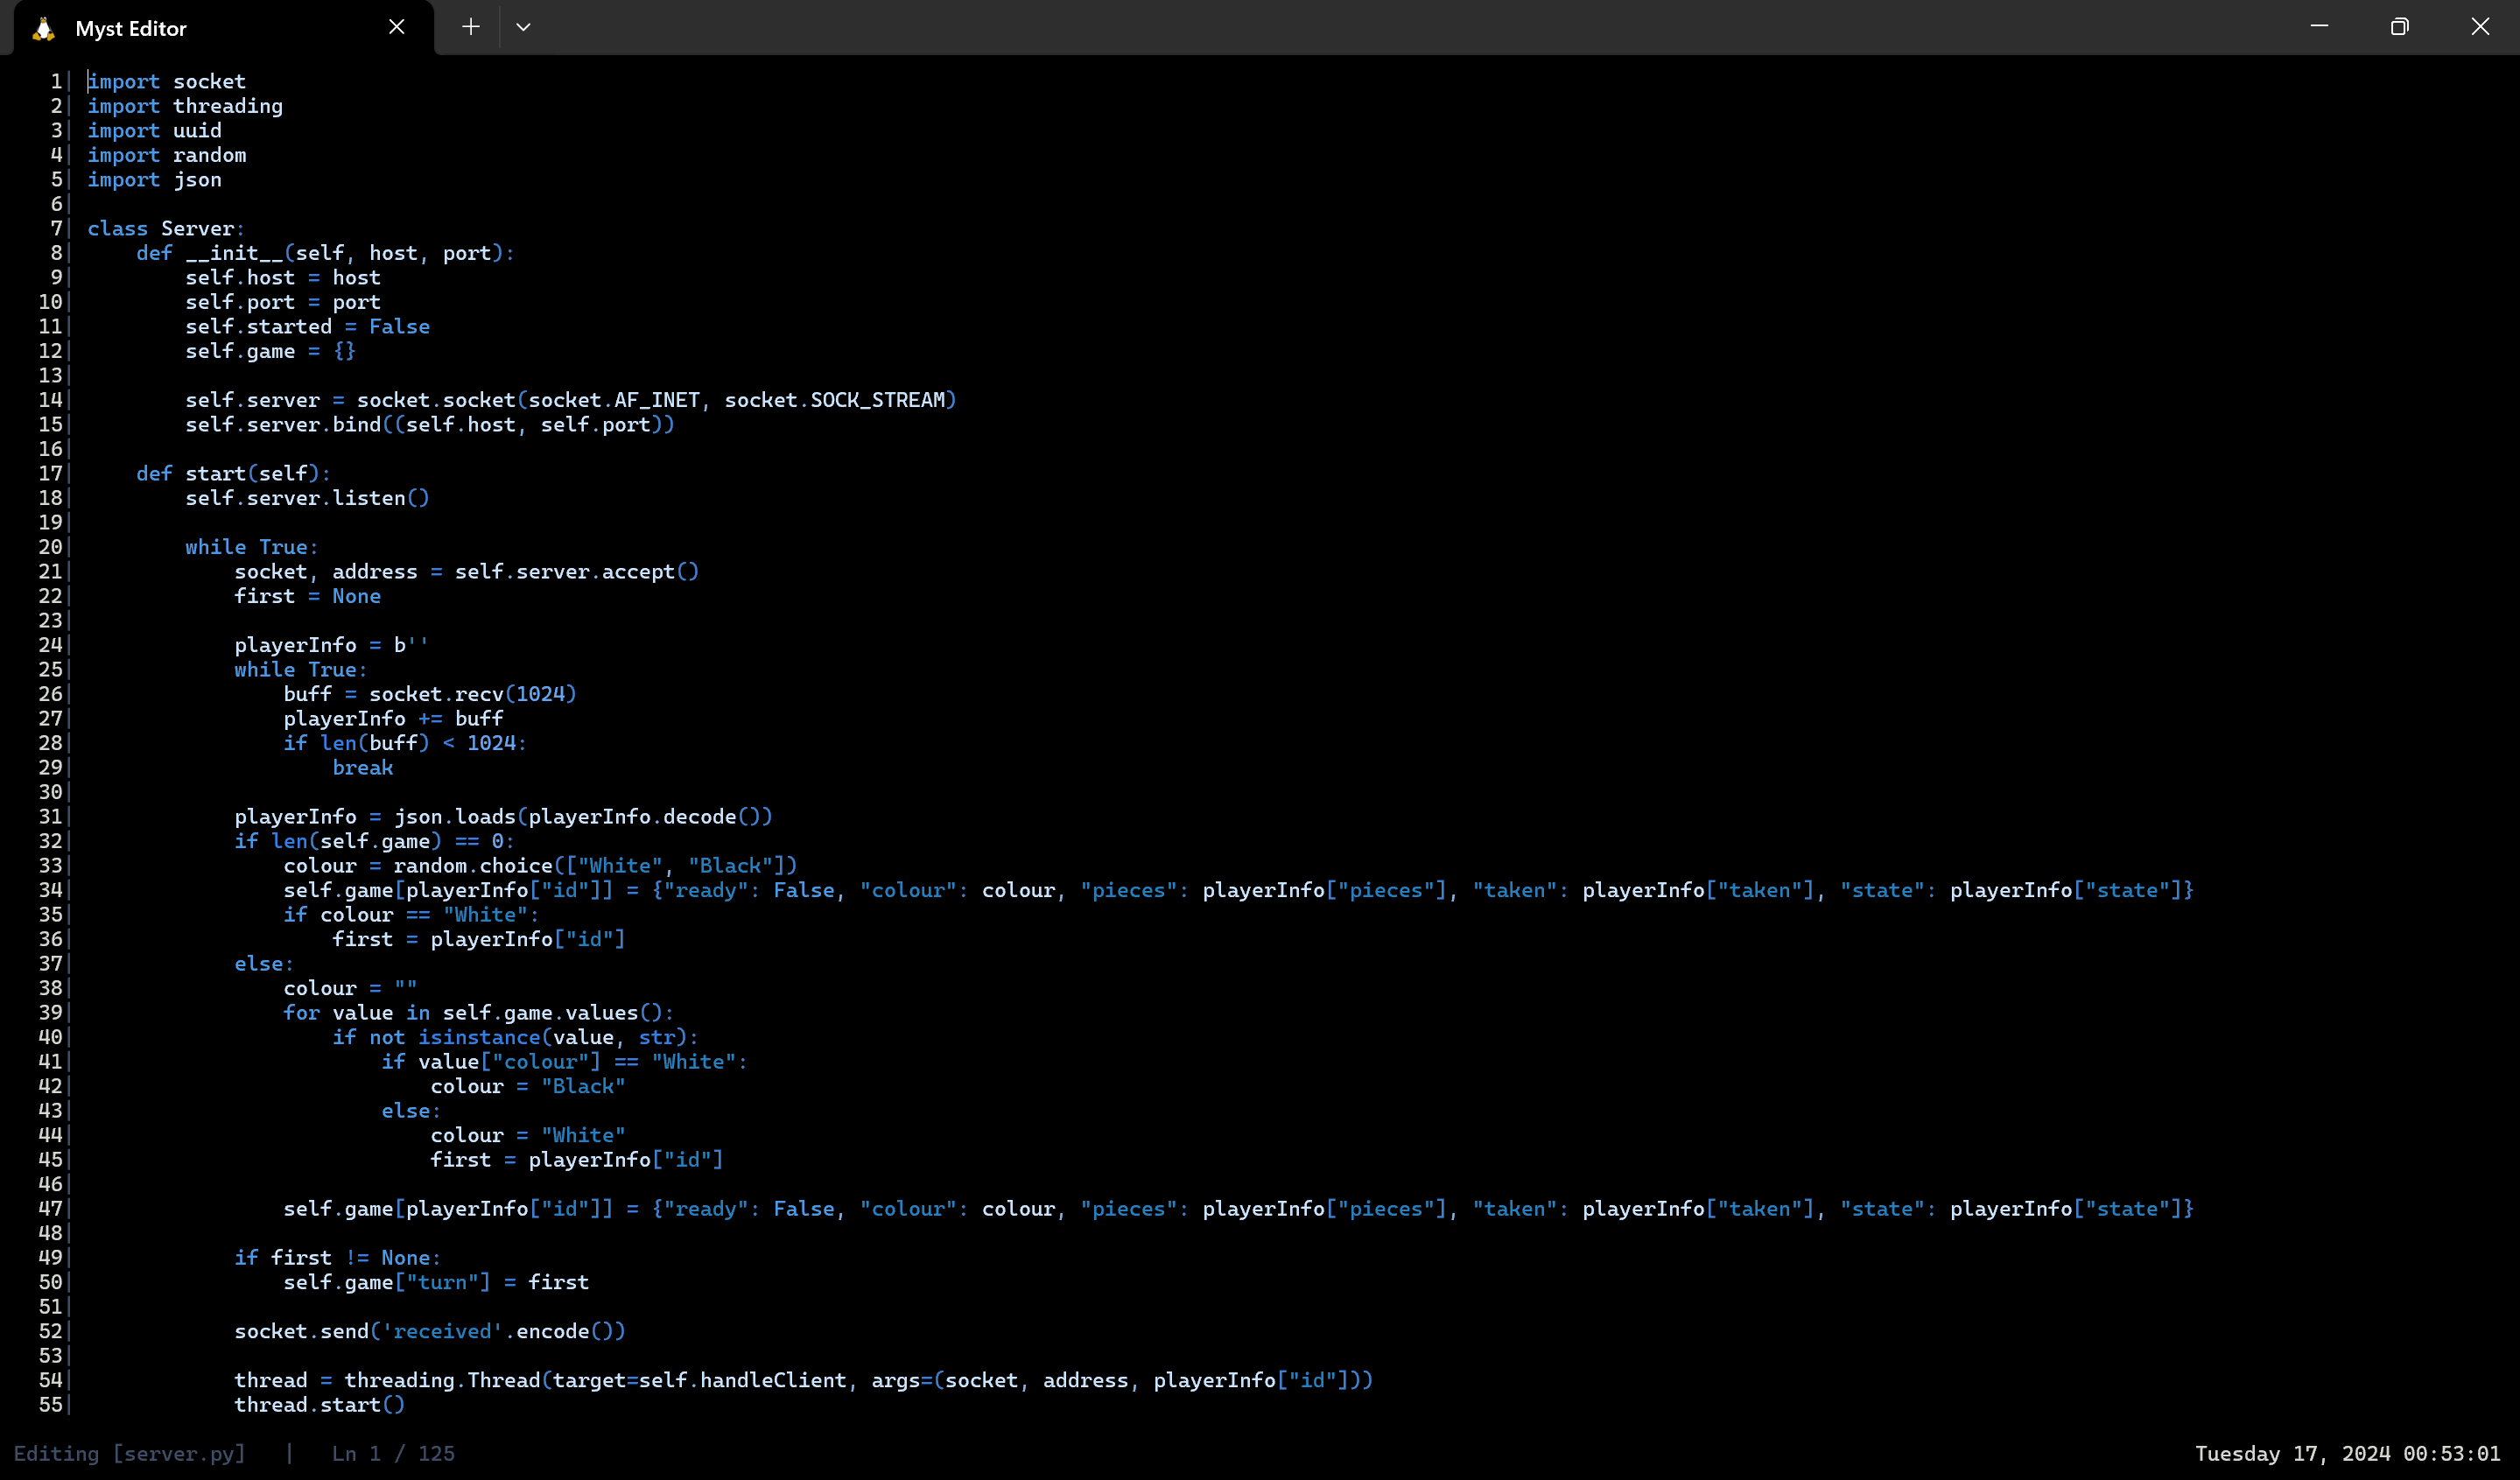 Myst Editor
1| import socket
2| import threading
3| import uuid
4| import random
5| import json
6|
7| class Server:
8|     def __init__(self, host, port):
9|         self.host = host
10|         self.port = port
11|         self.started = False
12|         self.game = {}
13|
14|         self.server = socket.socket(socket.AF_INET, socket.SOCK_STREAM)
15|         self.server.bind((self.host, self.port))
16|
17|     def start(self):
18|         self.server.listen()
19|
20|         while True:
21|             socket, address = self.server.accept()
22|             first = None
23|
24|             playerInfo = b''
25|             while True:
26|                 buff = socket.recv(1024)
27|                 playerInfo += buff
28|                 if len(buff) < 1024:
29|                     break
30|
31|             playerInfo = json.loads(playerInfo.decode())
32|             if len(self.game) == 0:
33|                 colour = random.choice(["White", "Black"])
34|                 self.game[playerInfo["id"]] = {"ready": False, "colour": colour, "pieces": playerInfo["pieces"], "taken": playerInfo["taken"], "state": playerInfo["state"]}
35|                 if colour == "White":
36|                     first = playerInfo["id"]
37|             else:
38|                 colour = ""
39|                 for value in self.game.values():
40|                     if not isinstance(value, str):
41|                         if value["colour"] == "White":
42|                             colour = "Black"
43|                         else:
44|                             colour = "White"
45|                             first = playerInfo["id"]
46|
47|                 self.game[playerInfo["id"]] = {"ready": False, "colour": colour, "pieces": playerInfo["pieces"], "taken": playerInfo["taken"], "state": playerInfo["state"]}
48|
49|             if first != None:
50|                 self.game["turn"] = first
51|
52|             socket.send('received'.encode())
53|
54|             thread = threading.Thread(target=self.handleClient, args=(socket, address, playerInfo["id"]))
55|             thread.start()
Editing [server.py]   |   Ln 1 / 125
Tuesday 17, 2024 00:53:01